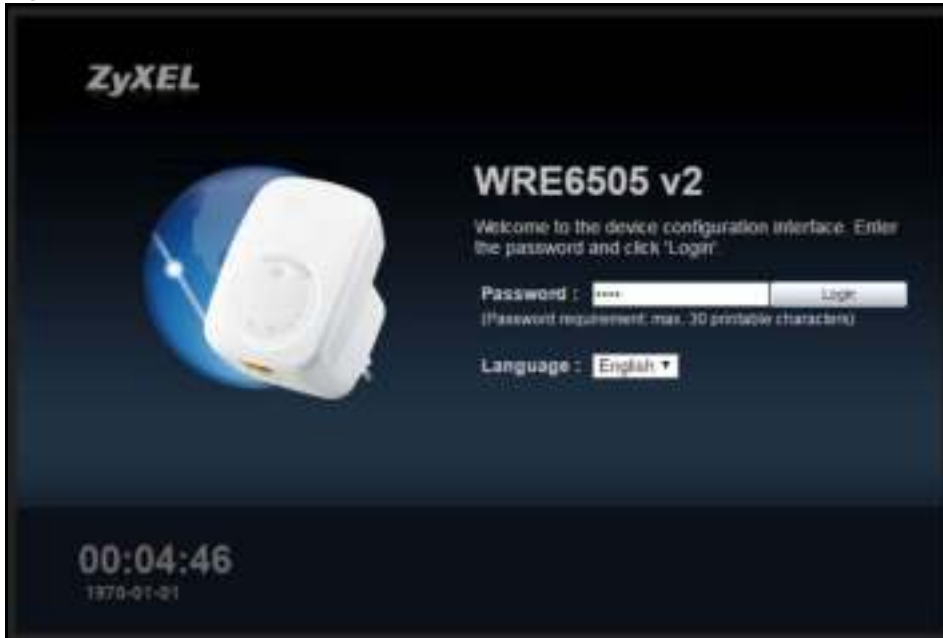 ZyXEL
WRE6505 v2
Welcome to the device configuration interface. Enter
the password and click 'Login'.
Password : ••••
Login
(Password requirement: max. 30 printable characters)
Language : English
00:04:46
1970-01-01